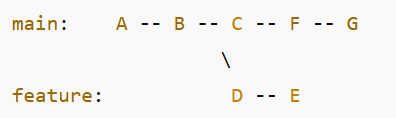 main:    A -- B -- C -- F -- G
                  \
feature:           D -- E